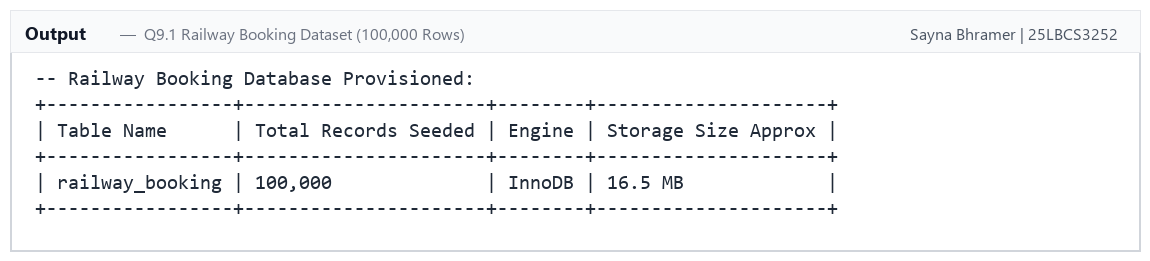 Output — Q9.1 Railway Booking Dataset (100,000 Rows) Sayna Bhramer | 25LBCS3252
-- Railway Booking Database Provisioned:
+-----------------+-----------------------+--------+----------------------+
| Table Name      | Total Records Seeded | Engine | Storage Size Approx |
+-----------------+-----------------------+--------+----------------------+
| railway_booking | 100,000              | InnoDB | 16.5 MB             |
+-----------------+-----------------------+--------+----------------------+